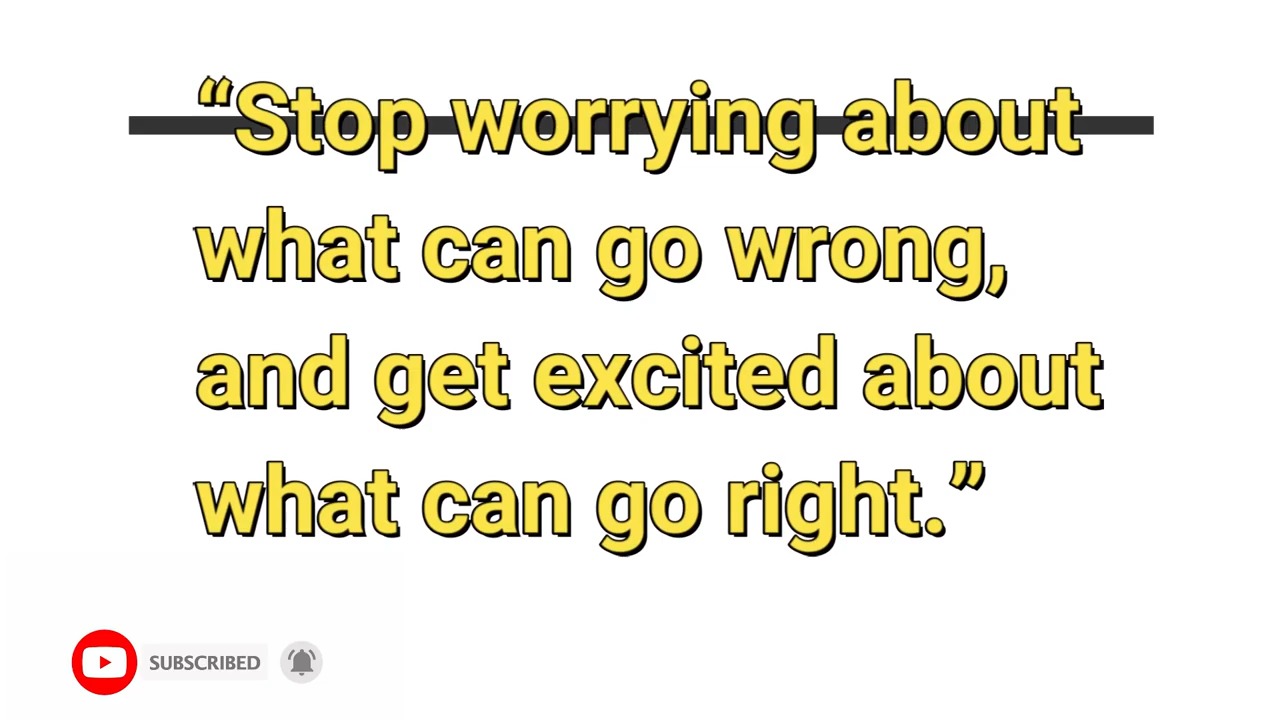 “Stop worrying about
what can go wrong,
and get excited about
what can go right.”
SUBSCRIBED